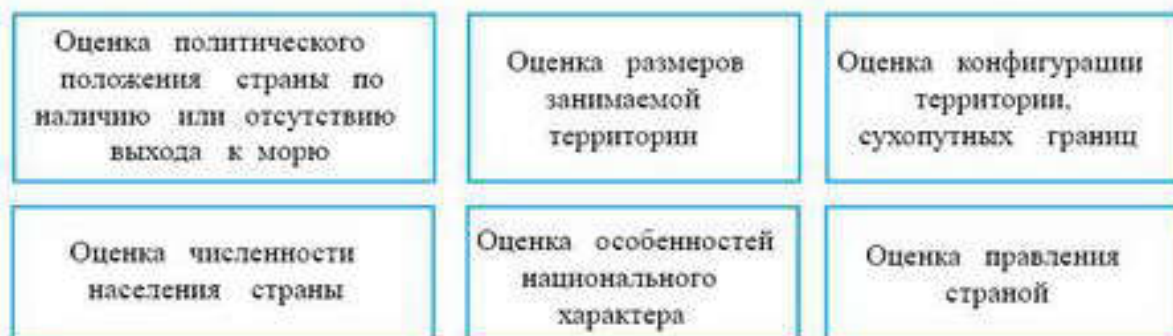 Оценка политического
положения страны по
наличию или отсутствию
выхода к морю
Оценка размеров
занимаемой
территории
Оценка конфигурации
территории,
сухопутных границ
Оценка численности
населения страны
Оценка особенностей
национального
характера
Оценка правления
страной